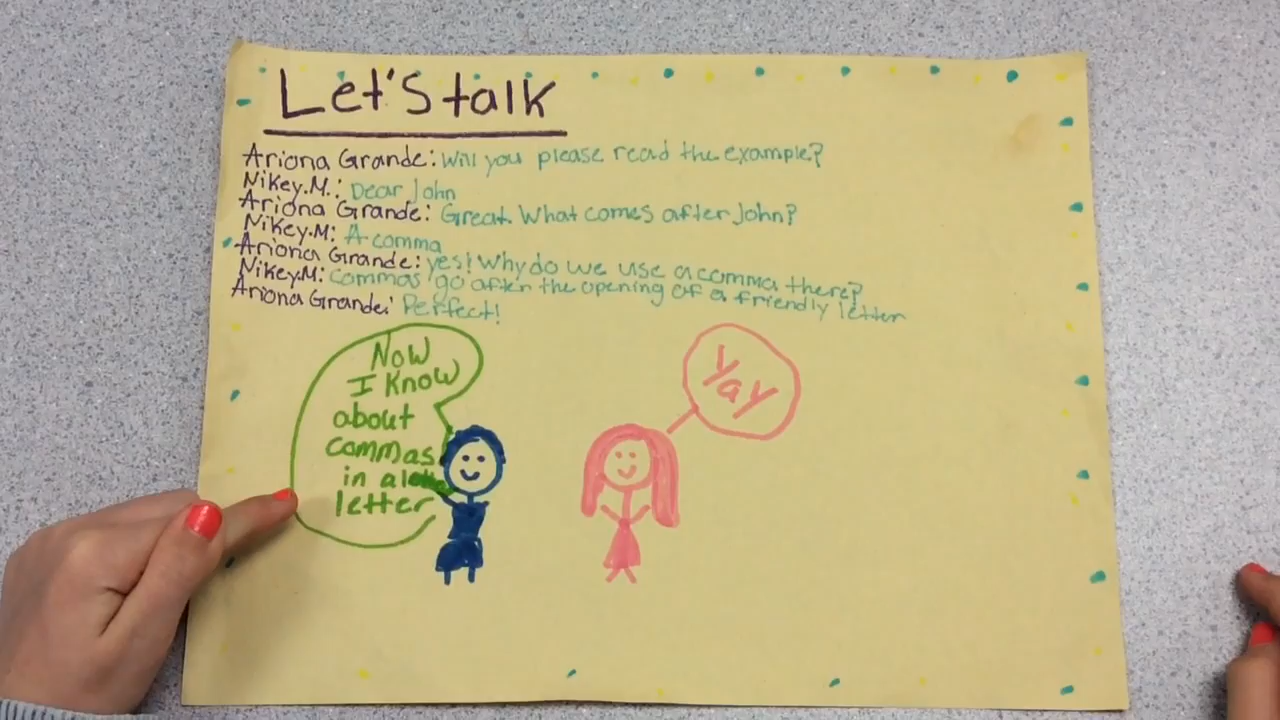 Let's talk
Ariona Grande: Will you please read the example?
Nikey.M.: Dear John
Ariona Grande: Great. What comes after John?
Nikey.M: A comma
Ariona Grande: yes! Why do we use a comma there?
Nikey.M: Commas go after the opening of a friendly letter
Ariona Grande: Perfect!
Now
I Know
about
commas
in a
letter
Yay